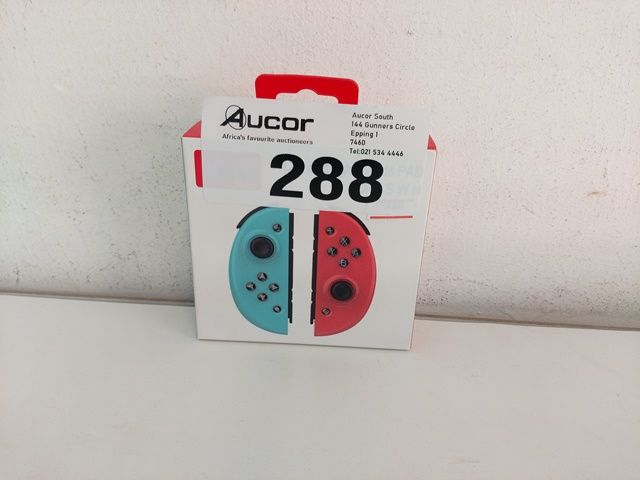 Aucor
Africa's favourite auctioneers
Aucor South
144 Gunners Circle
Epping 1
7460
Tel:021 534 4446
288